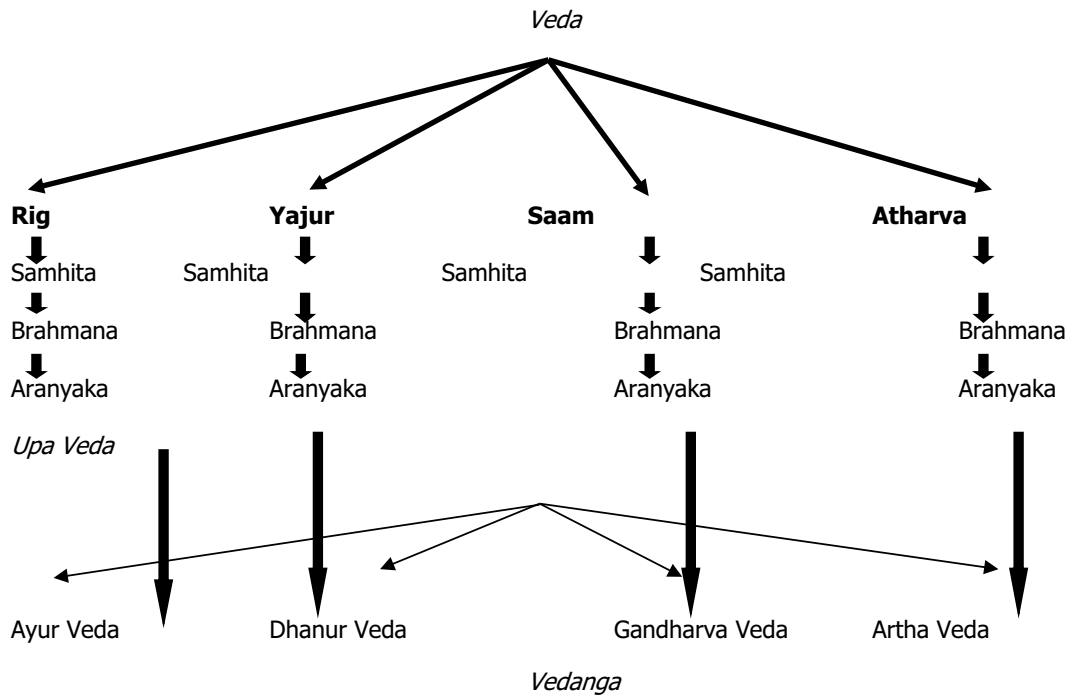 Veda
Rig Yajur Saam Atharva
Samhita Samhita Samhita Samhita
Brahmana Brahmana Brahmana Brahmana
Aranyaka Aranyaka Aranyaka Aranyaka
Upa Veda
Ayur Veda Dhanur Veda Gandharva Veda Artha Veda
Vedanga